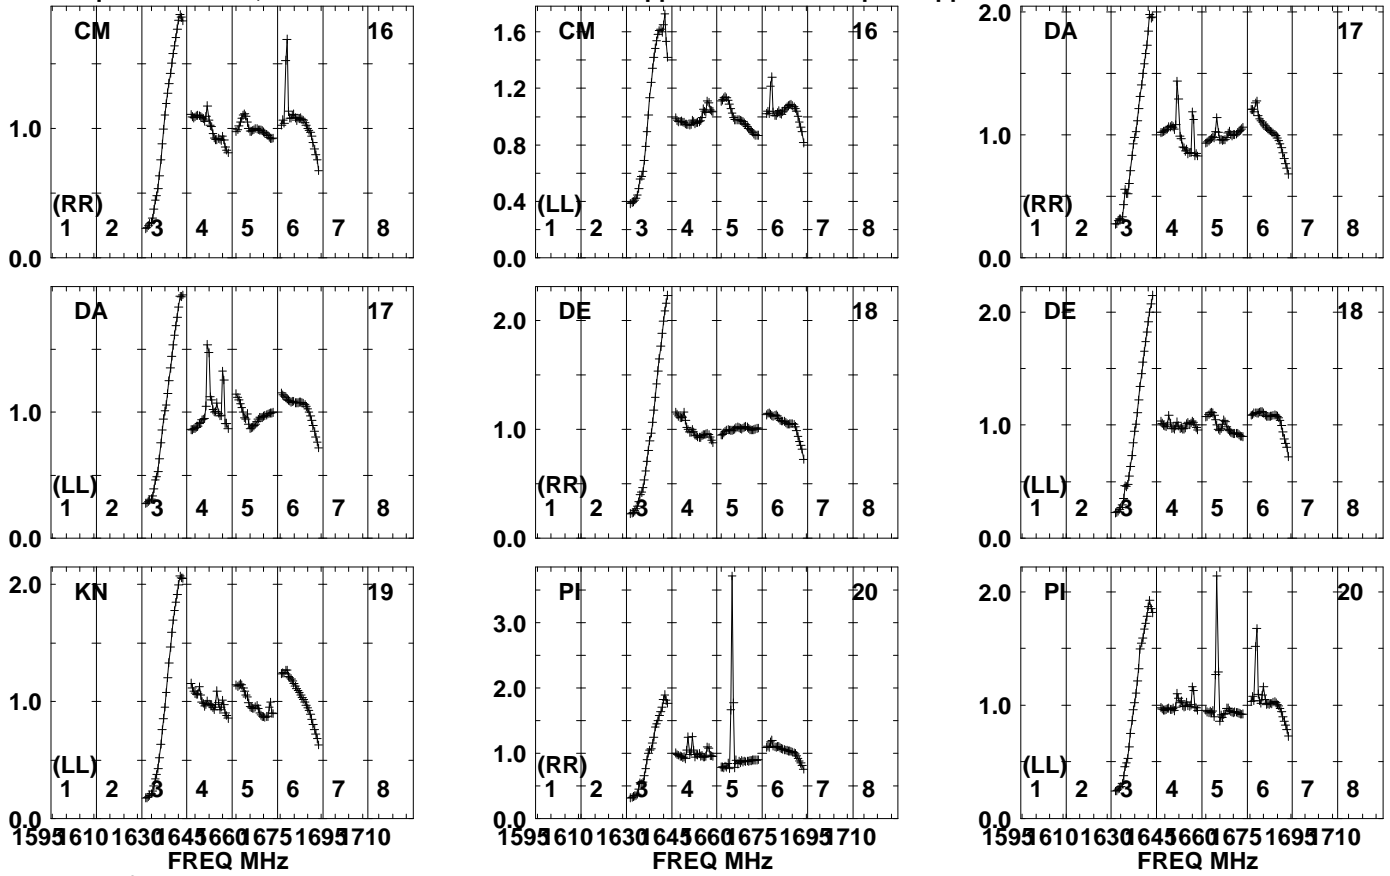 CM 16 CM 16 DA 17
1.0 1.6 1.2 0.8 0.4 2.0 1.0
(RR) (LL) (RR)
1 2 3 4 5 6 7 8 1 2 3 4 5 6 7 8 1 2 3 4 5 6 7 8
0.0 0.0 0.0
DA 17 DE 18 DE 18
1.0 2.0 1.0 2.0 1.0
(LL) (RR) (LL)
1 2 3 4 5 6 7 8 1 2 3 4 5 6 7 8 1 2 3 4 5 6 7 8
0.0 0.0 0.0
KN 19 PI 20 PI 20
2.0 1.0 3.0 2.0 1.0 2.0 1.0
(LL) (RR) (LL)
1 2 3 4 5 6 7 8 1 2 3 4 5 6 7 8 1 2 3 4 5 6 7 8
0.0 0.0 0.0
1595 1610 1630 1645 1660 1675 1695 1710 1595 1610 1630 1645 1660 1675 1695 1710 1595 1610 1630 1645 1660 1675 1695 1710
FREQ MHz FREQ MHz FREQ MHz